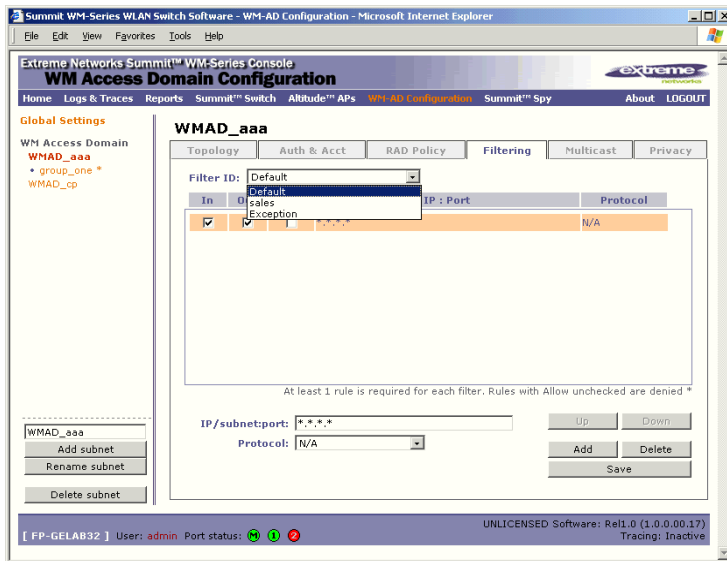 Summit WM-Series WLAN Switch Software - WM-AD Configuration - Microsoft Internet Explorer
File Edit View Favorites Tools Help
Extreme Networks Summit™ WM-Series Console
WM Access Domain Configuration
extreme
networks
Home Logs & Traces Reports Summit™ Switch Altitude™ APs WM-AD Configuration Summit™ Spy About LOGOUT
Global Settings
WM Access Domain
WMAD_aaa
• group_one *
WMAD_cp
WMAD_aaa
Add subnet
Rename subnet
Delete subnet
WMAD_aaa
Topology Auth & Acct RAD Policy Filtering Multicast Privacy
Filter ID: Default
Default
sales
Exception
In IP : Port Protocol
*.*.*.* N/A
At least 1 rule is required for each filter. Rules with Allow unchecked are denied *
IP/subnet:port: *.*.*.*
Protocol: N/A
Up Down
Add Delete
Save
[ FP-GELAB32 ] User: admin Port status: M 1 2
UNLICENSED Software: Rel1.0 (1.0.0.00.17)
Tracing: Inactive